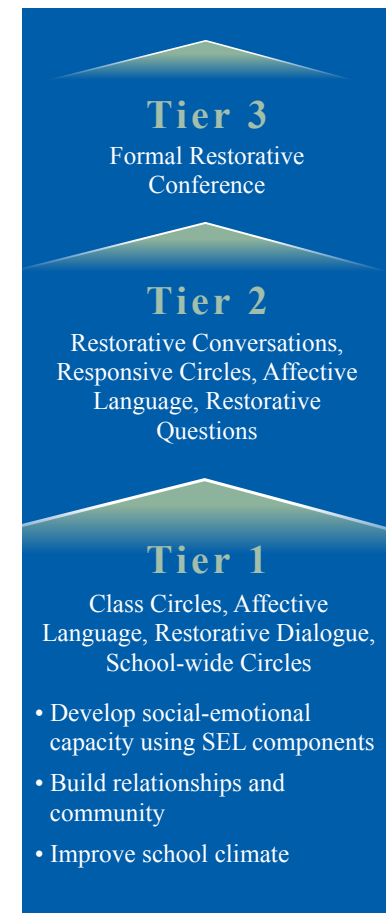 Tier 3
Formal Restorative
Conference
Tier 2
Restorative Conversations,
Responsive Circles, Affective
Language, Restorative
Questions
Tier 1
Class Circles, Affective
Language, Restorative Dialogue,
School-wide Circles
• Develop social-emotional
capacity using SEL components
• Build relationships and
community
• Improve school climate